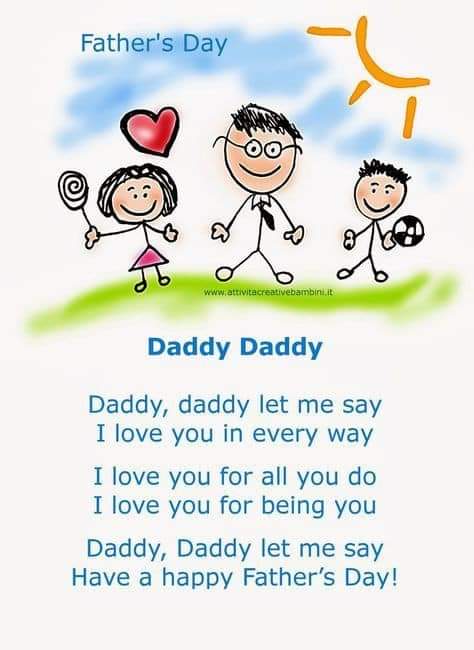 Father's Day
www.attivitacreativebambini.it
Daddy Daddy
Daddy, daddy let me say
I love you in every way
I love you for all you do
I love you for being you
Daddy, Daddy let me say
Have a happy Father’s Day!